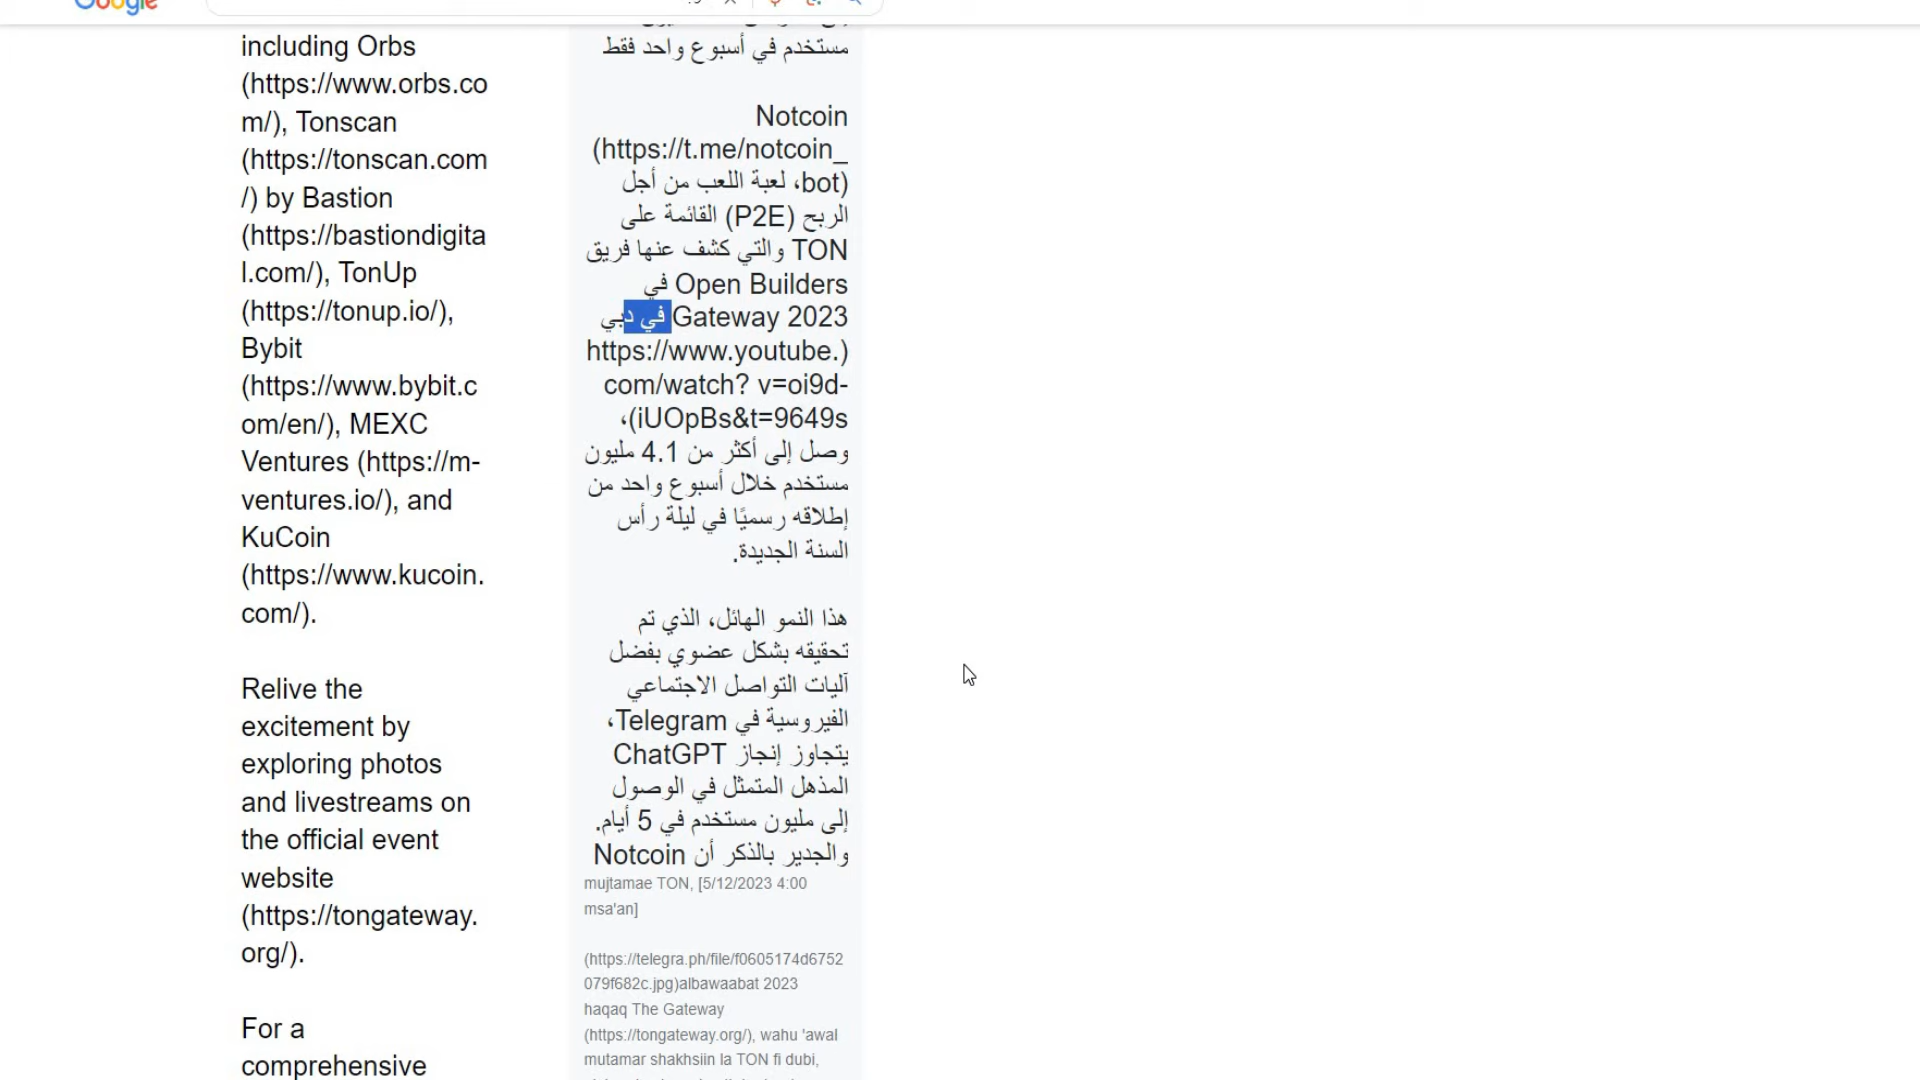 Google
including Orbs
(https://www.orbs.co
m/), Tonscan
(https://tonscan.com
/) by Bastion
(https://bastiondigita
l.com/), TonUp
(https://tonup.io/),
Bybit
(https://www.bybit.c
om/en/), MEXC
Ventures (https://m-
ventures.io/), and
KuCoin
(https://www.kucoin.
com/).
Relive the
excitement by
exploring photos
and livestreams on
the official event
website
(https://tongateway.
org/).
For a
comprehensive
مستخدم في أسبوع واحد فقط
Notcoin
(https://t.me/notcoin_
bot)، لعبة اللعب من أجل
الربح (P2E) القائمة على
TON والتي كشف عنها فريق
Open Builders في
Gateway 2023 في دبي
(https://www.youtube.
com/watch? v=oi9d-
iUOpBs&t=9649s)،
وصل إلى أكثر من 4.1 مليون
مستخدم خلال أسبوع واحد من
إطلاقه رسميًا في ليلة رأس
السنة الجديدة.
هذا النمو الهائل، الذي تم
تحقيقه بشكل عضوي بفضل
آليات التواصل الاجتماعي
الفيروسية في Telegram،
يتجاوز إنجاز ChatGPT
المذهل المتمثل في الوصول
إلى مليون مستخدم في 5 أيام.
والجدير بالذكر أن Notcoin
mujtamae TON, [5/12/2023 4:00
msa'an]
(https://telegra.ph/file/f0605174d6752
079f682c.jpg)albawaabat 2023
haqaq The Gateway
(https://tongateway.org/), wahu 'awal
mutamar shakhsiin la TON fi dubi,